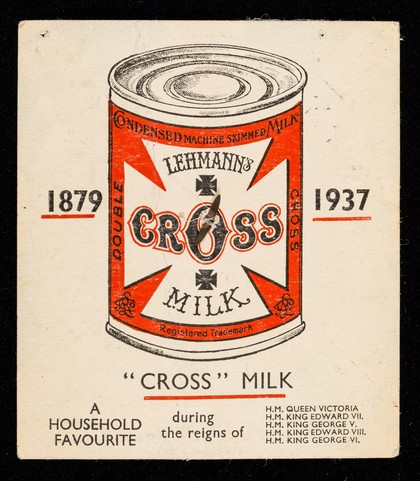 CONDENSED MACHINE SKIMMED MILK
LEHMANN'S
1879
1937
DOUBLE
CROSS
CROSS
MILK
Registered Trademark
"CROSS" MILK
A
HOUSEHOLD
FAVOURITE
during
the reigns of
H.M. QUEEN VICTORIA
H.M. KING EDWARD VII.
H.M. KING GEORGE V.
H.M. KING EDWARD VIII.
H.M. KING GEORGE VI.